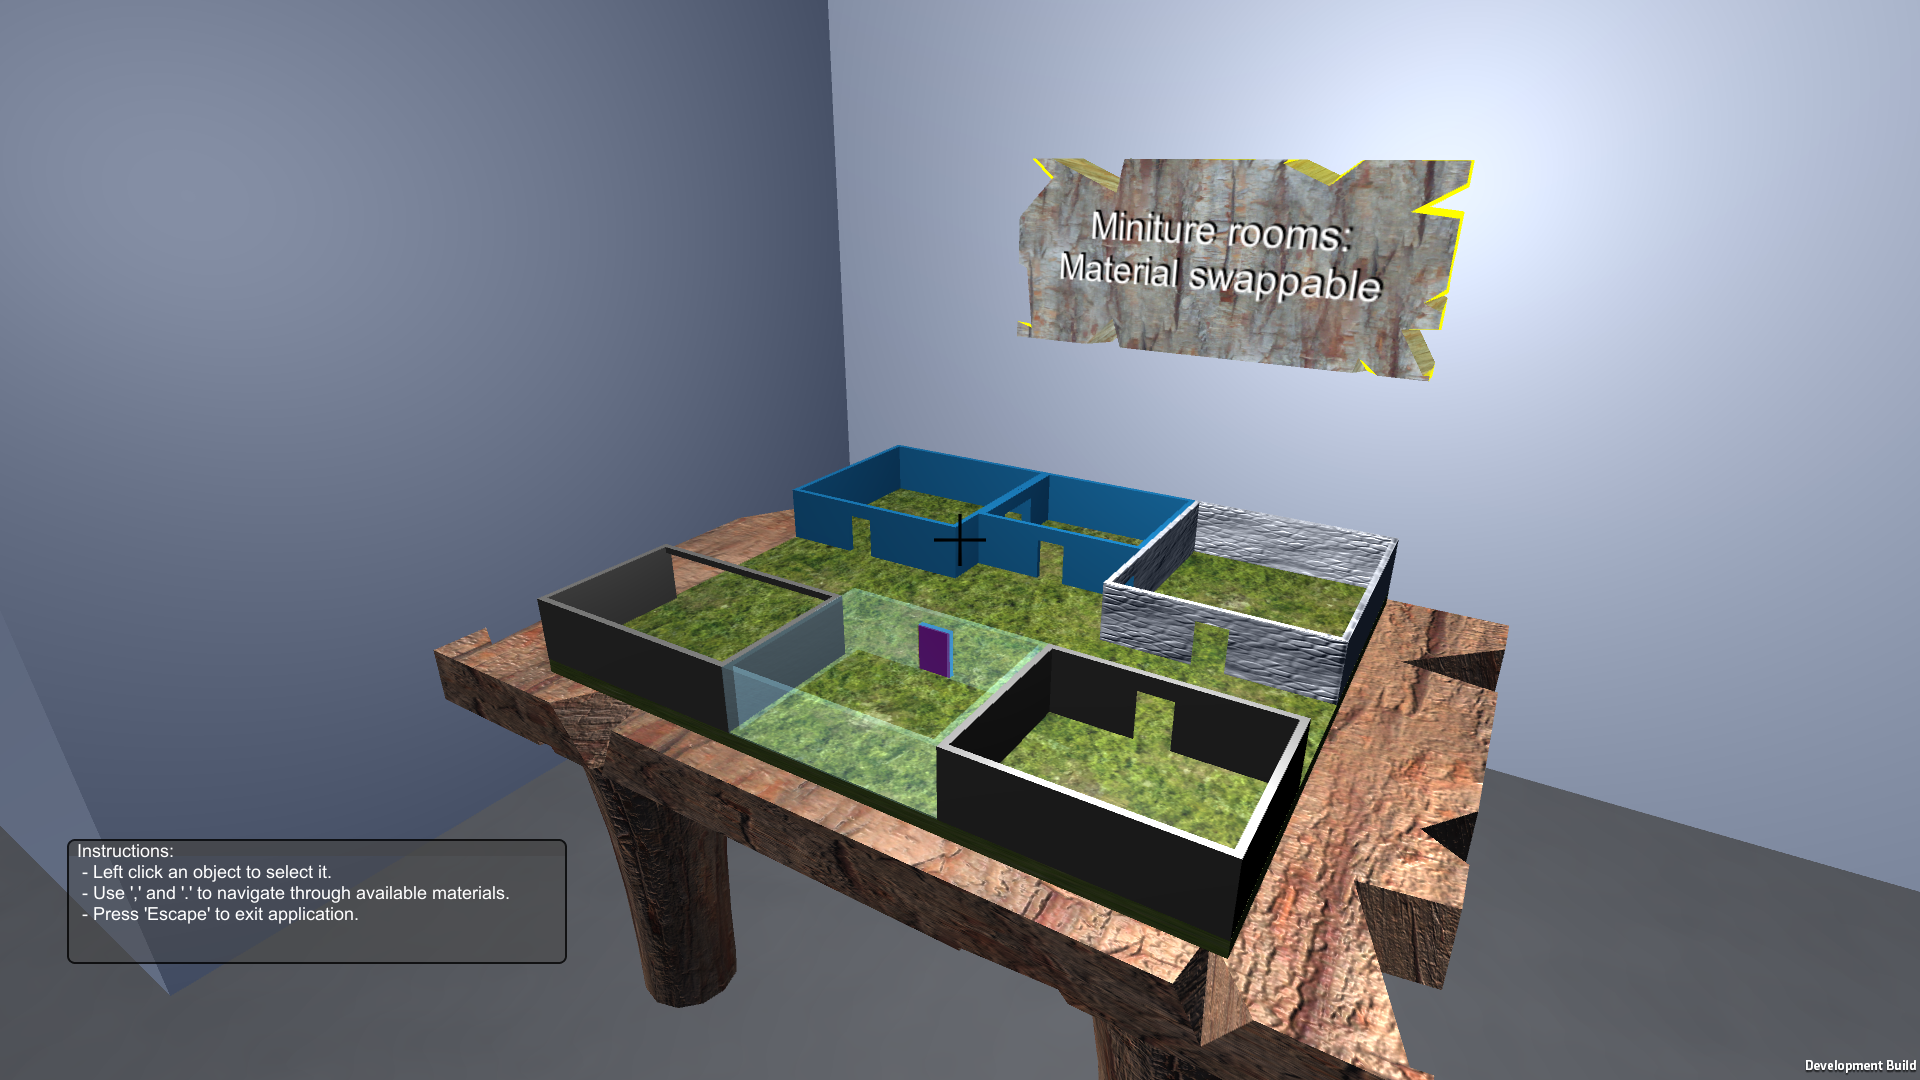 Miniture rooms:
Material swappable
Instructions:
- Left click an object to select it.
- Use ',' and '.' to navigate through available materials.
- Press 'Escape' to exit application.
Development Build